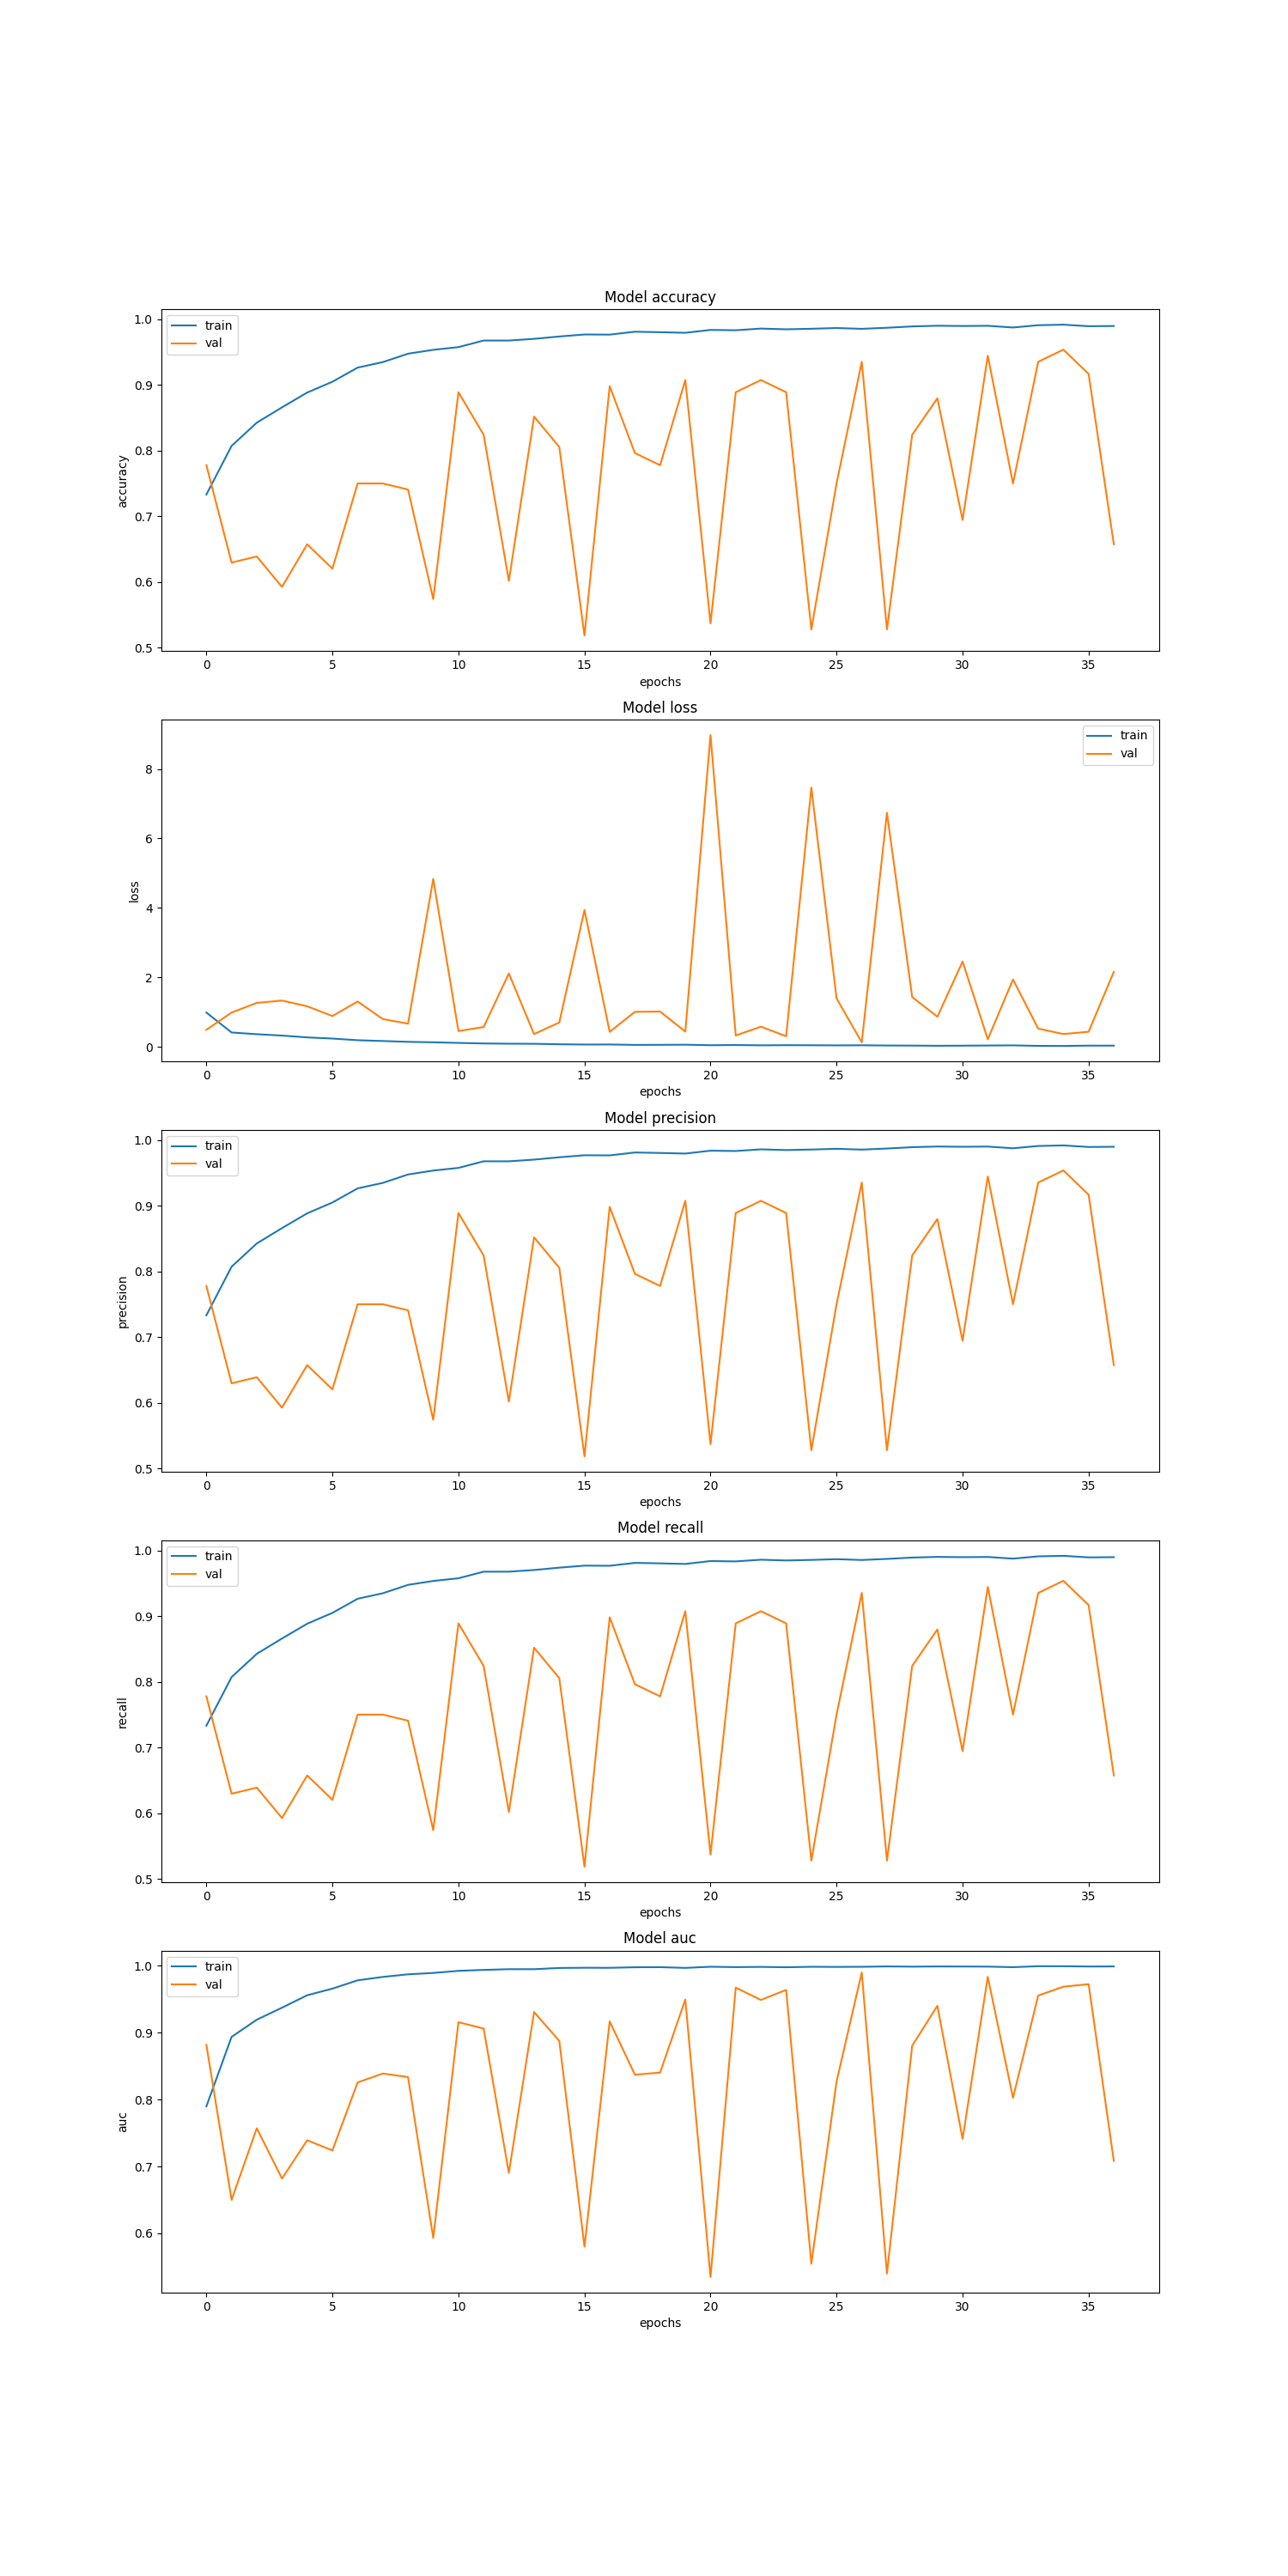 Model accuracy
train
val
1.0
0.9
0.8
0.7
0.6
0.5
accuracy
0 5 10 15 20 25 30 35
epochs
Model loss
train
val
8
6
4
2
0
loss
0 5 10 15 20 25 30 35
epochs
Model precision
train
val
1.0
0.9
0.8
0.7
0.6
0.5
precision
0 5 10 15 20 25 30 35
epochs
Model recall
train
val
1.0
0.9
0.8
0.7
0.6
0.5
recall
0 5 10 15 20 25 30 35
epochs
Model auc
train
val
1.0
0.9
0.8
0.7
0.6
auc
0 5 10 15 20 25 30 35
epochs